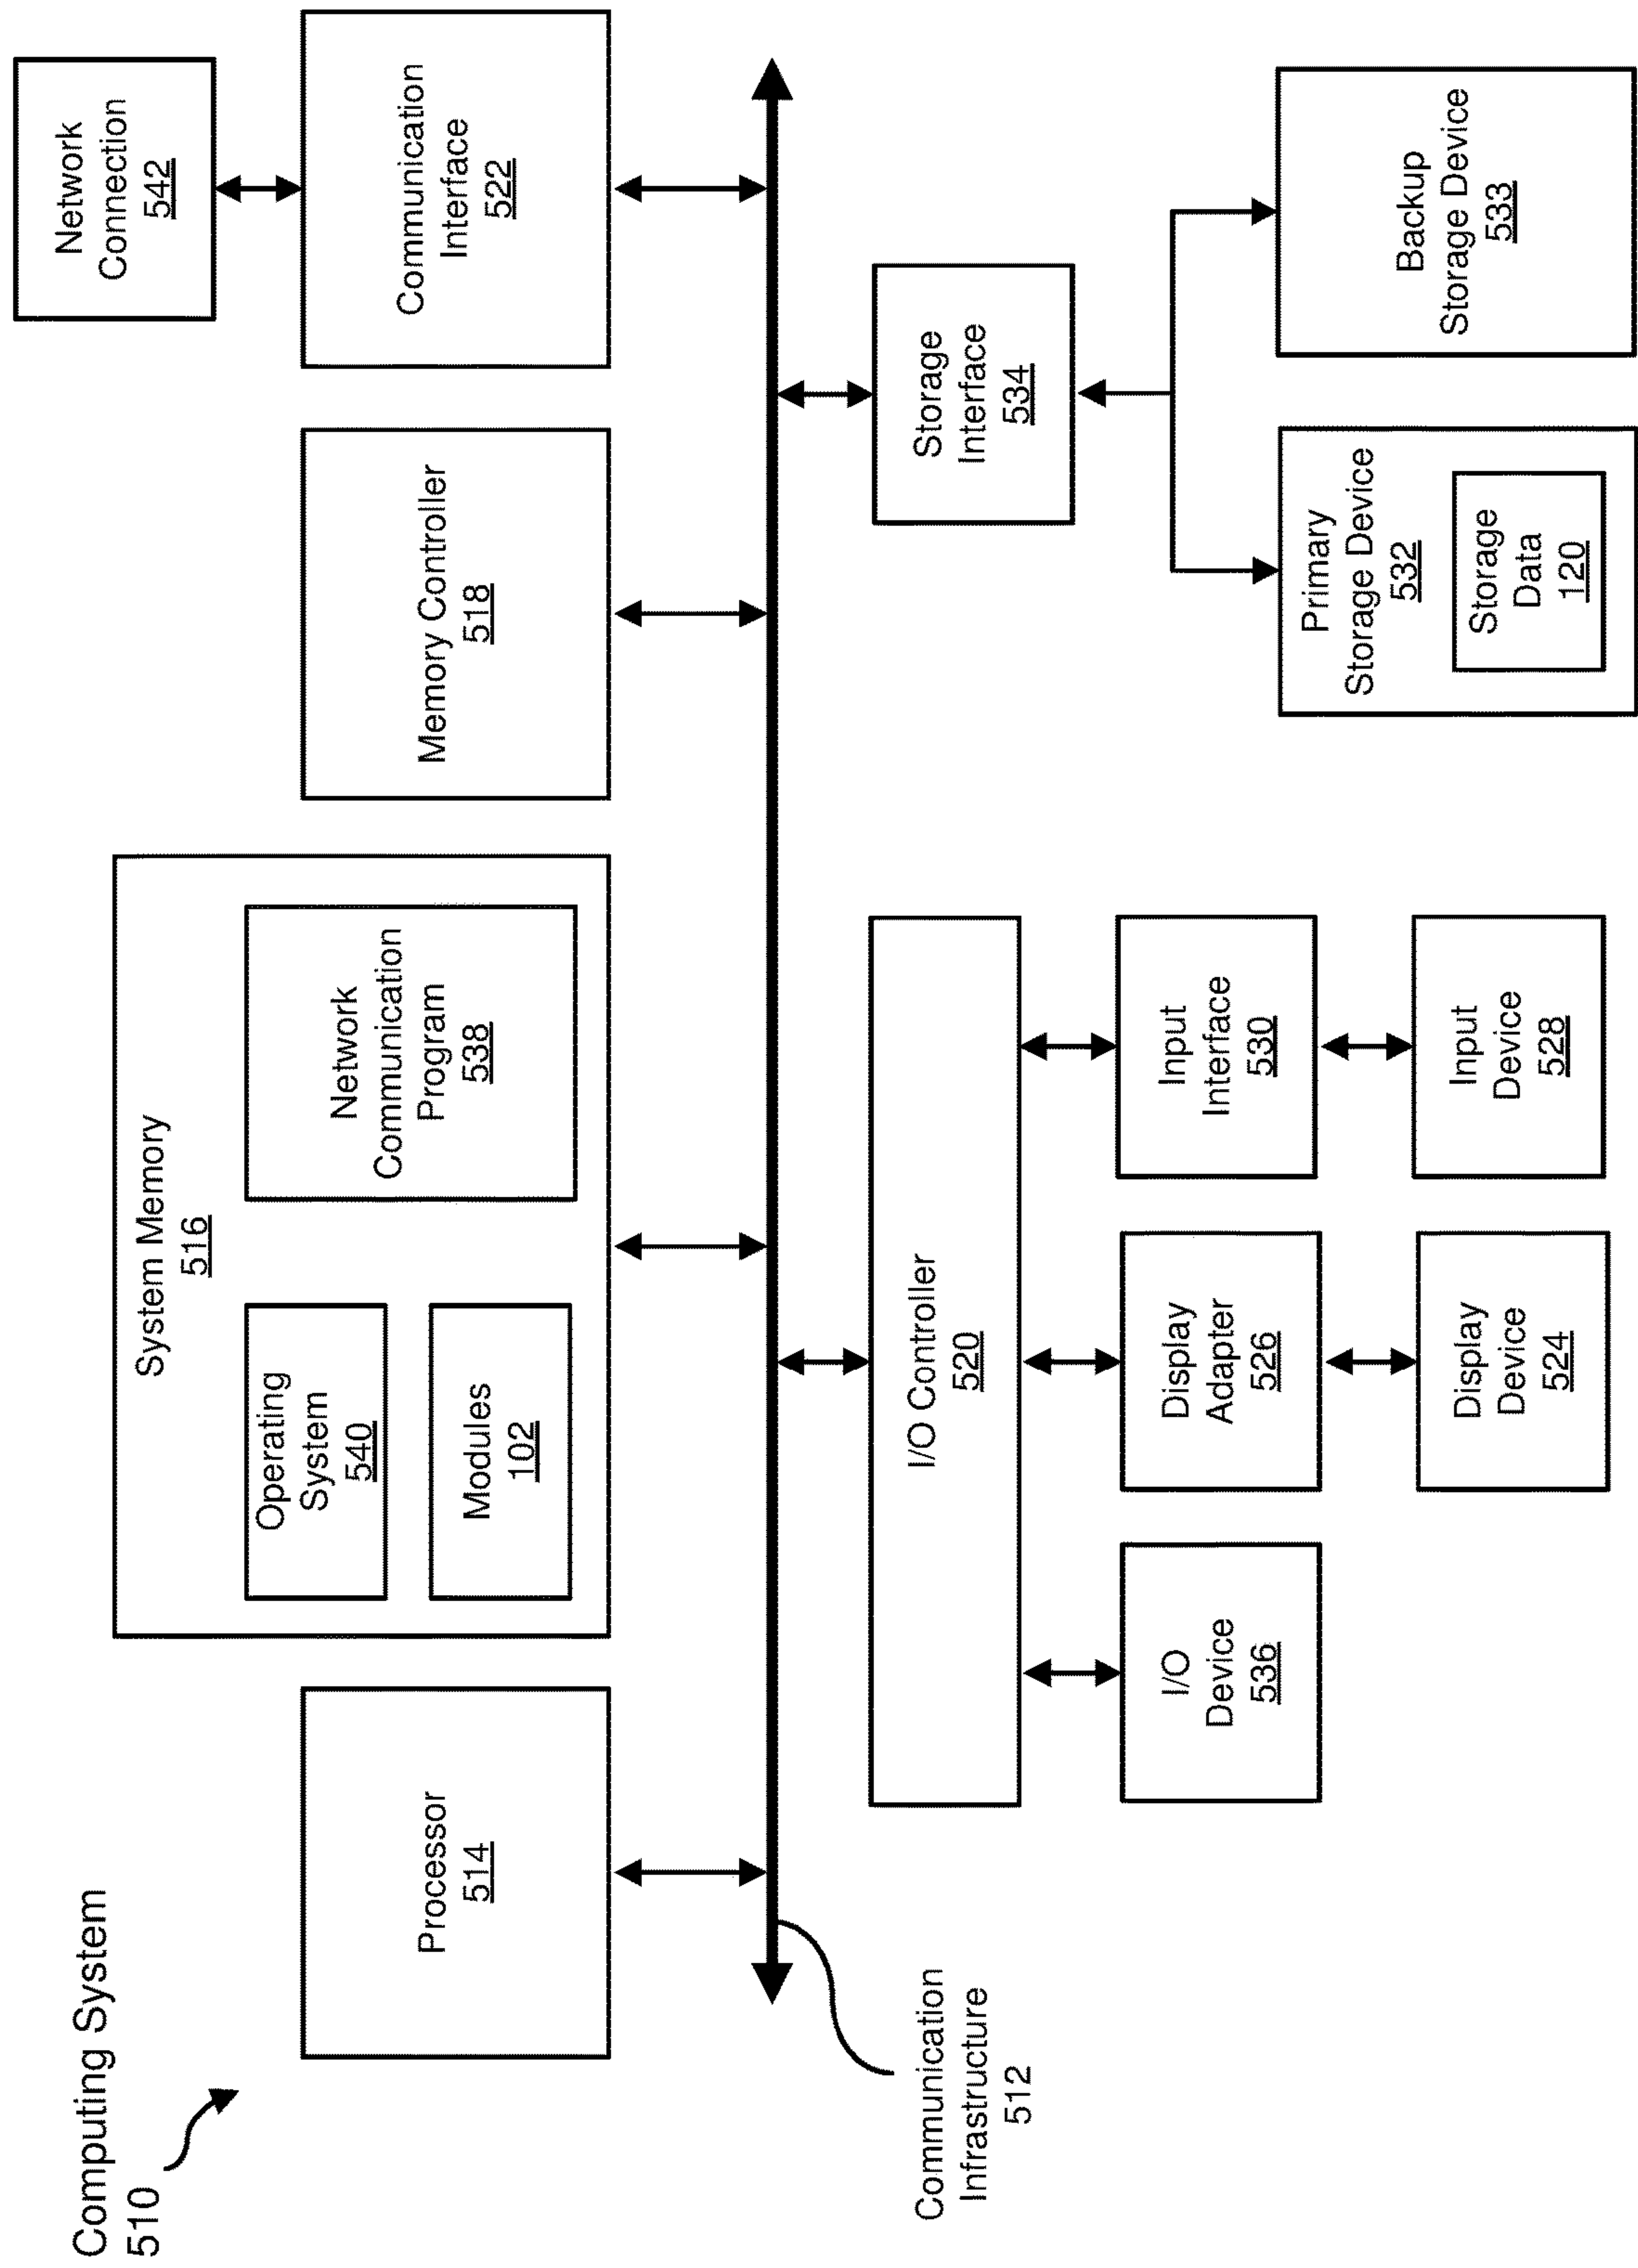 Computing System
510
Processor
514
System Memory
516
Operating
System
540
Modules
102
Network
Communication
Program
538
Memory Controller
518
Communication
Interface
522
Network
Connection
542
Communication
Infrastructure
512
I/O Controller
520
I/O
Device
536
Display
Adapter
526
Display
Device
524
Input
Interface
530
Input
Device
528
Storage
Interface
534
Primary
Storage Device
532
Storage
Data
120
Backup
Storage Device
533